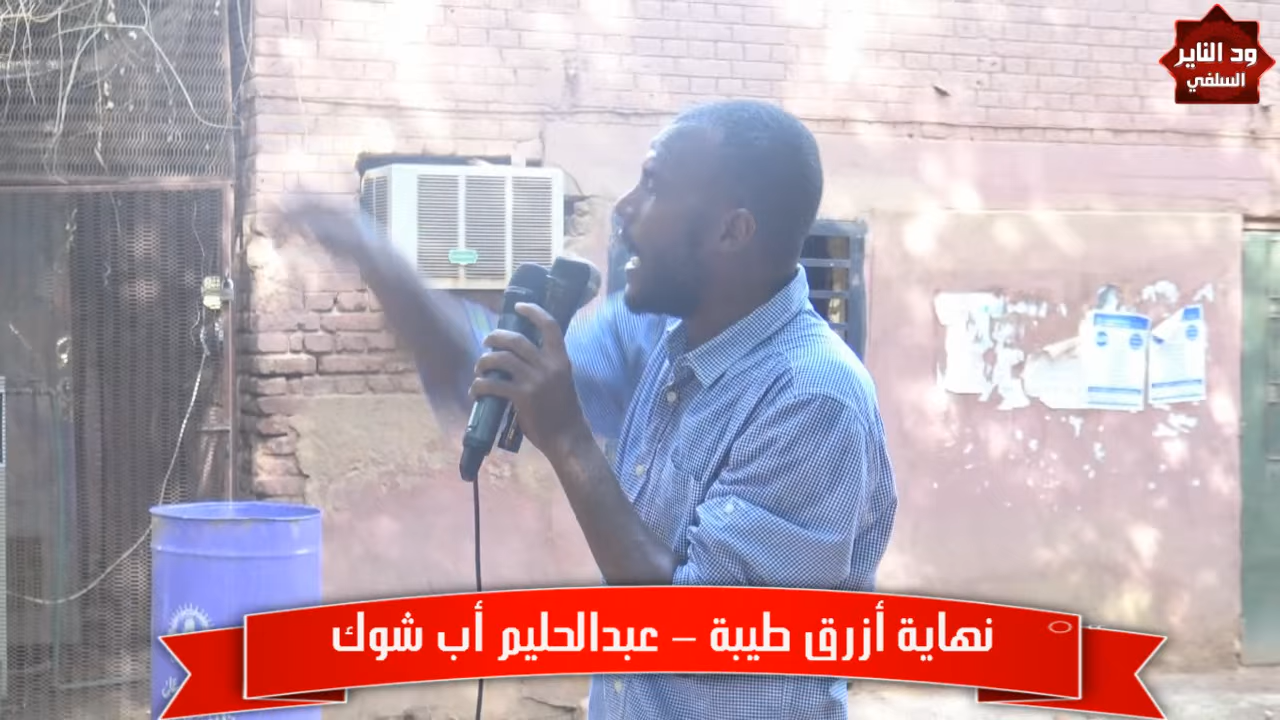 ود الناير
السلفي
نهاية أزرق طيبة – عبدالحليم أب شوك